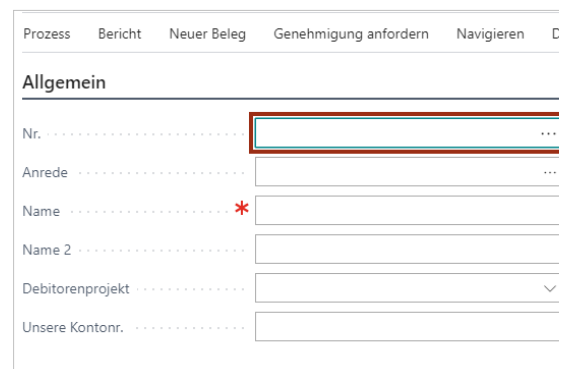 Prozess Bericht Neuer Beleg Genehmigung anfordern Navigieren
Allgemein
Nr.
Anrede
Name *
Name 2
Debitorenprojekt
Unsere Kontonr.